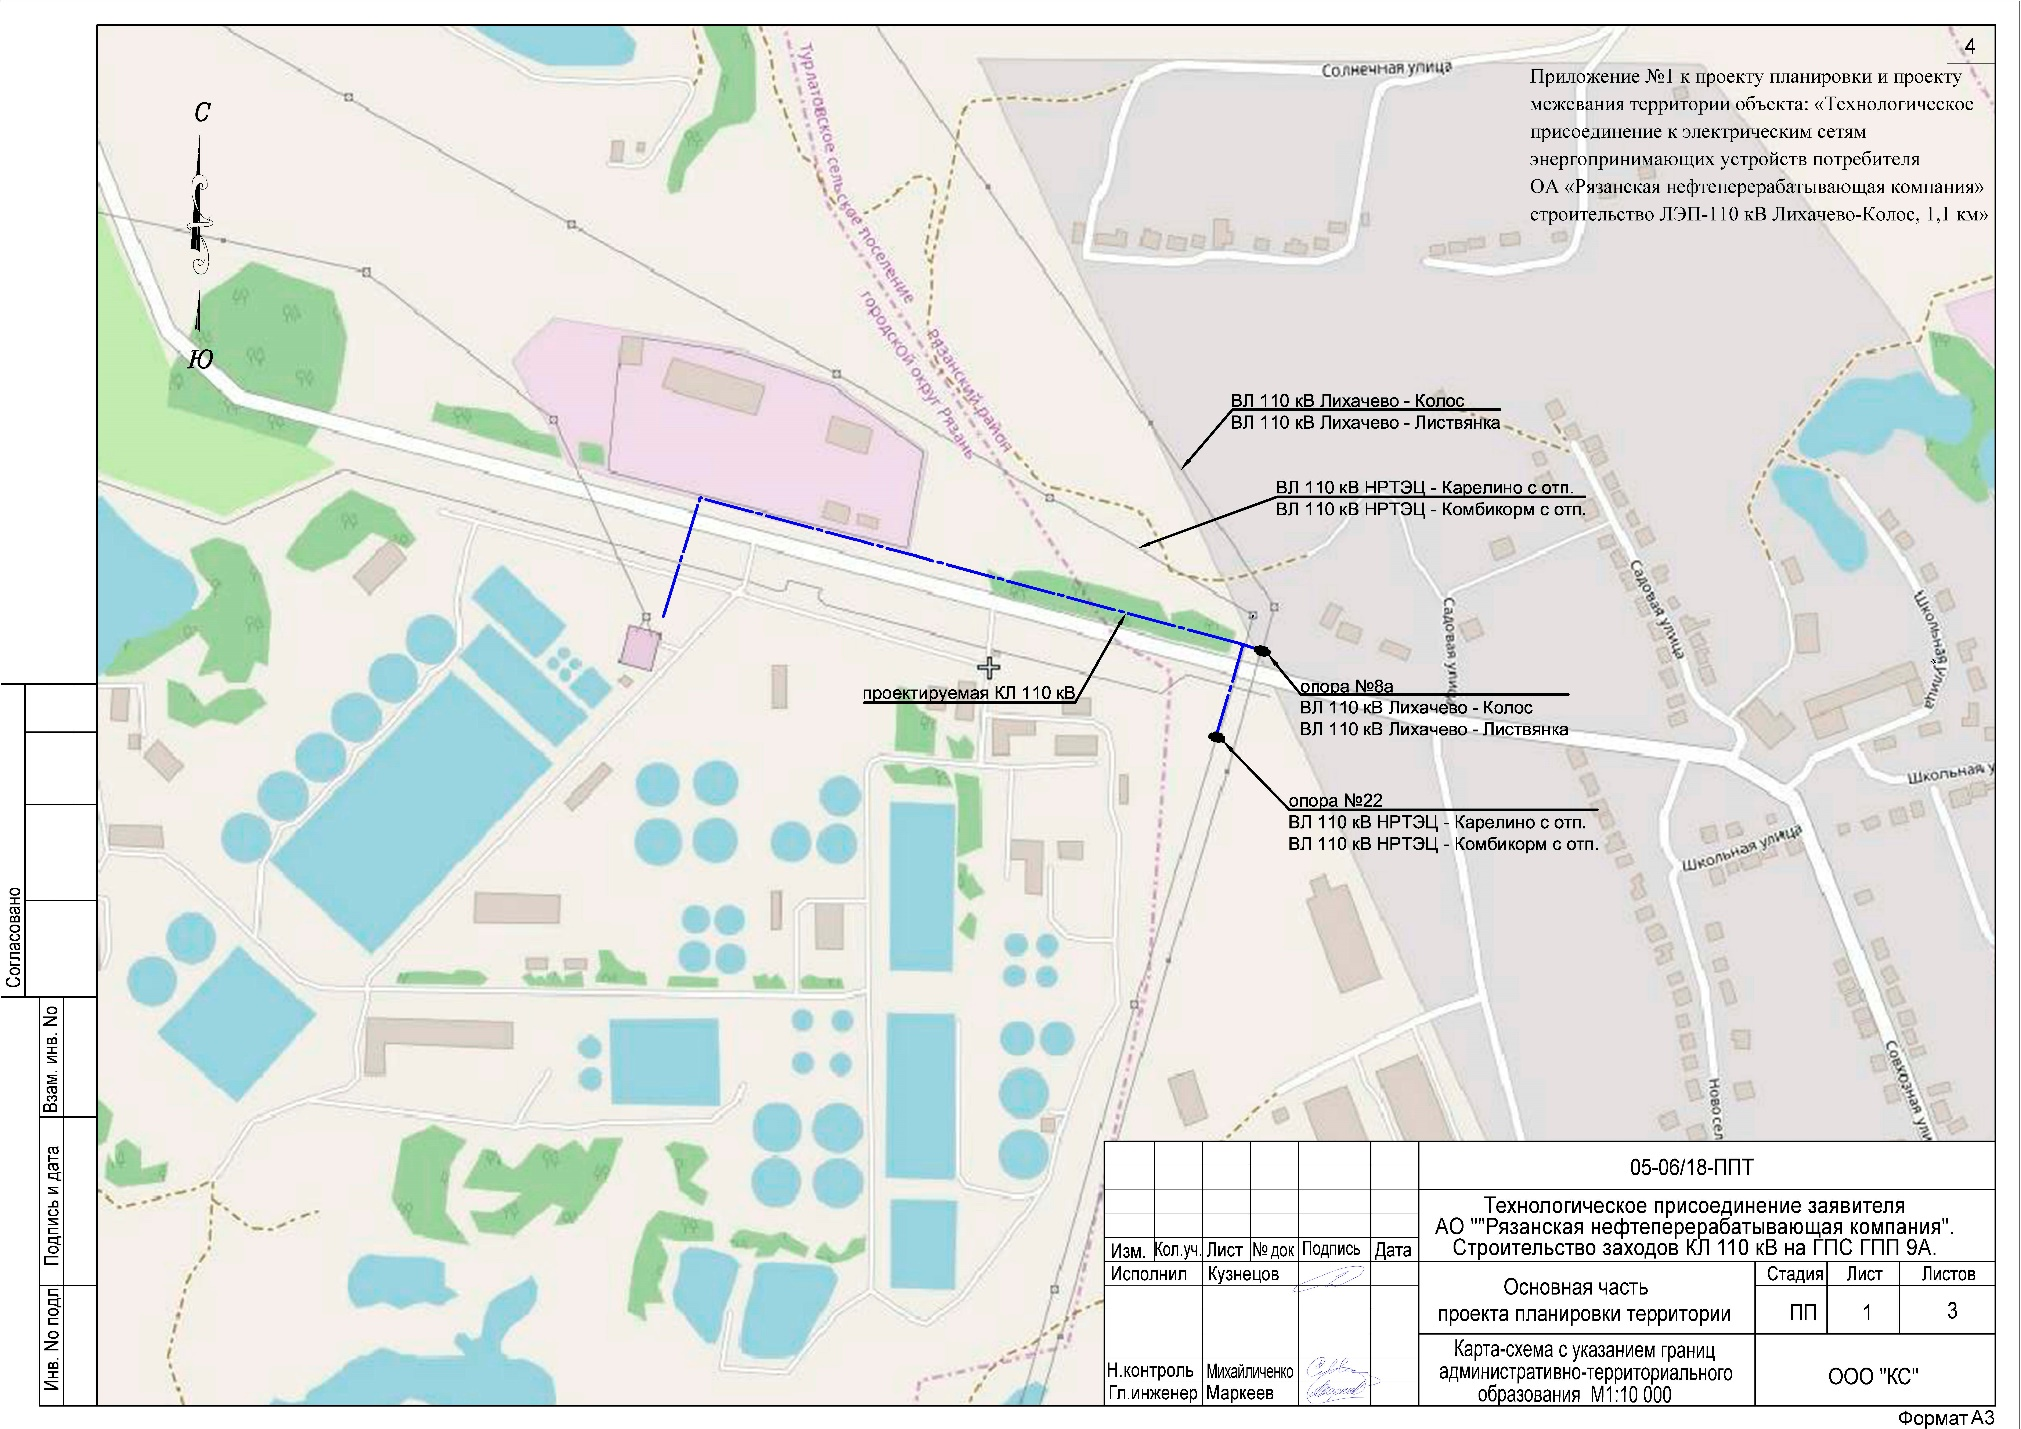 4
Приложение №1 к проекту планировки и проекту
межевания территории объекта: «Технологическое
присоединение к электрическим сетям
энергопринимающих устройств потребителя
ОА «Рязанская нефтеперерабатывающая компания»
строительство ЛЭП-110 кВ Лихачево-Колос, 1,1 км»
С
Ю
Солнечная улица
Турлатовское сельское поселение
городской округ Рязань
Рязанский район
ВЛ 110 кВ Лихачево - Колос
ВЛ 110 кВ Лихачево - Листвянка
ВЛ 110 кВ НРТЭЦ - Карелино с отп.
ВЛ 110 кВ НРТЭЦ - Комбикорм с отп.
Садовая улица
Садовая улица
Школьная улица
проектируемая КЛ 110 кВ
опора №8а
ВЛ 110 кВ Лихачево - Колос
ВЛ 110 кВ Лихачево - Листвянка
Школьная у
опора №22
ВЛ 110 кВ НРТЭЦ - Карелино с отп.
ВЛ 110 кВ НРТЭЦ - Комбикорм с отп.
Школьная улица
Совхозная ули
Новосел
Согласовано
Взам. инв. No
Подпись и дата
Инв. No подл
05-06/18-ППТ
Технологическое присоединение заявителя
АО ""Рязанская нефтеперерабатывающая компания".
Строительство заходов КЛ 110 кВ на ГПС ГПП 9А.
Изм. Кол.уч. Лист № док Подпись Дата
Исполнил Кузнецов
Основная часть
проекта планировки территории
Стадия Лист Листов
ПП 1 3
Н.контроль Михайличенко
Гл.инженер Маркеев
Карта-схема с указанием границ
административно-территориального
образования М1:10 000
ООО "КС"
Формат А3